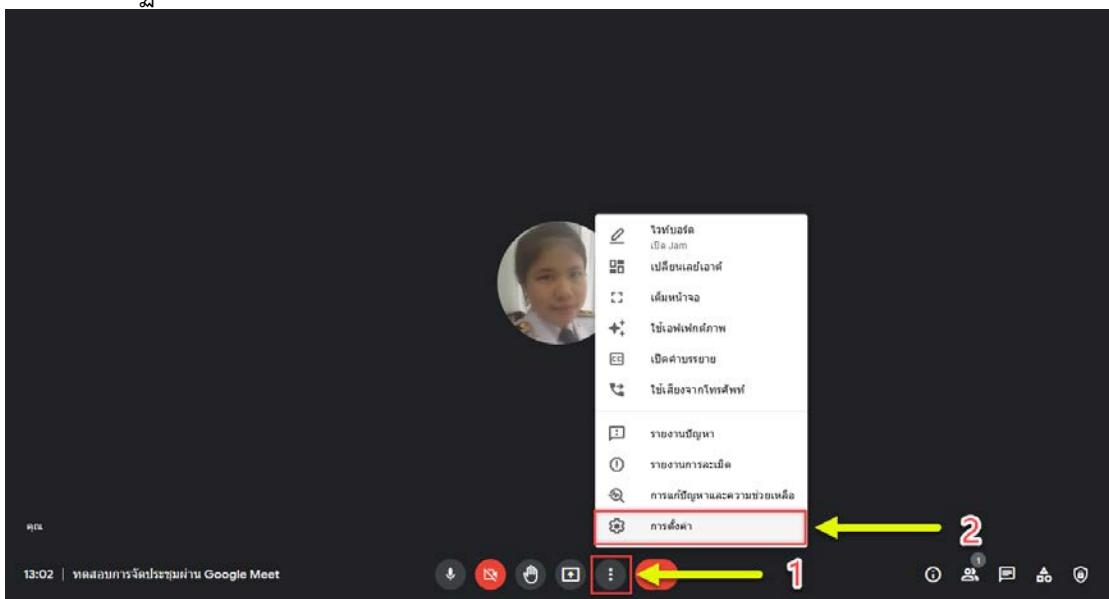 ไวท์บอร์ด
เปิด Jam
เปลี่ยนเลย์เอาต์
เต็มหน้าจอ
ใช้เอฟเฟกต์ภาพ
เปิดคำบรรยาย
ใช้เสียงจากโทรศัพท์
รายงานปัญหา
รายงานการละเมิด
การแก้ปัญหาและความช่วยเหลือ
การตั้งค่า
2
คุณ
13:02 | ทดสอบการจัดประชุมผ่าน Google Meet
1
1